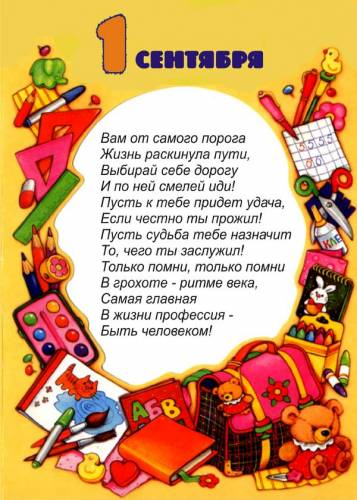 1 СЕНТЯБРЯ
Вам от самого порога
Жизнь раскинула пути,
Выбирай себе дорогу
И по ней смелей иди!
Пусть к тебе придет удача,
Если честно ты прожил!
Пусть судьба тебе назначит
То, чего ты заслужил!
Только помни, только помни
В грохоте - ритме века,
Самая главная
В жизни профессия -
Быть человеком!
5555
КЛЕЙ
АБВ